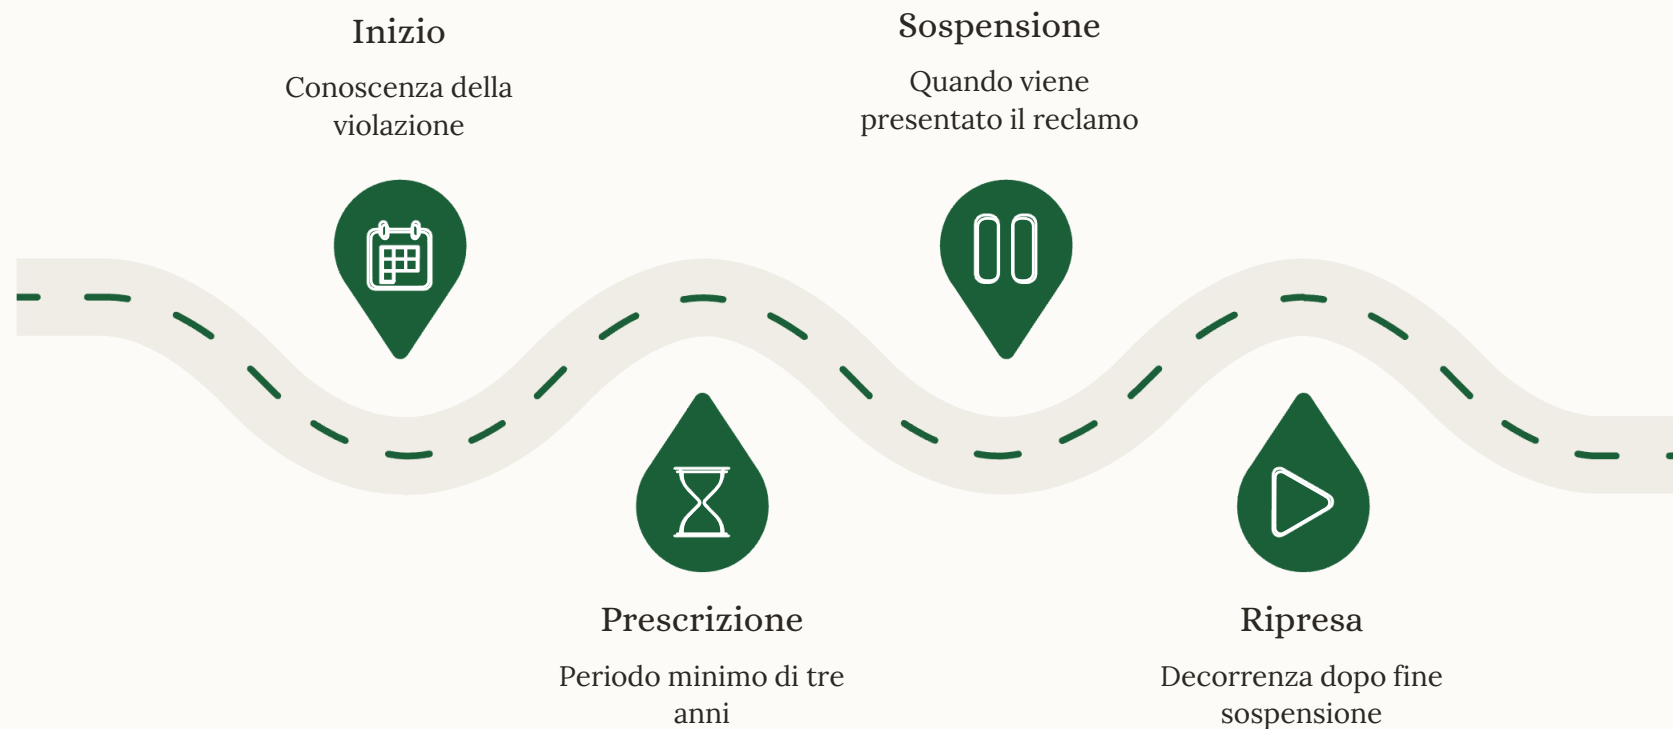 Inizio
Conoscenza della
violazione
Sospensione
Quando viene
presentato il reclamo
Prescrizione
Periodo minimo di tre
anni
Ripresa
Decorrenza dopo fine
sospensione